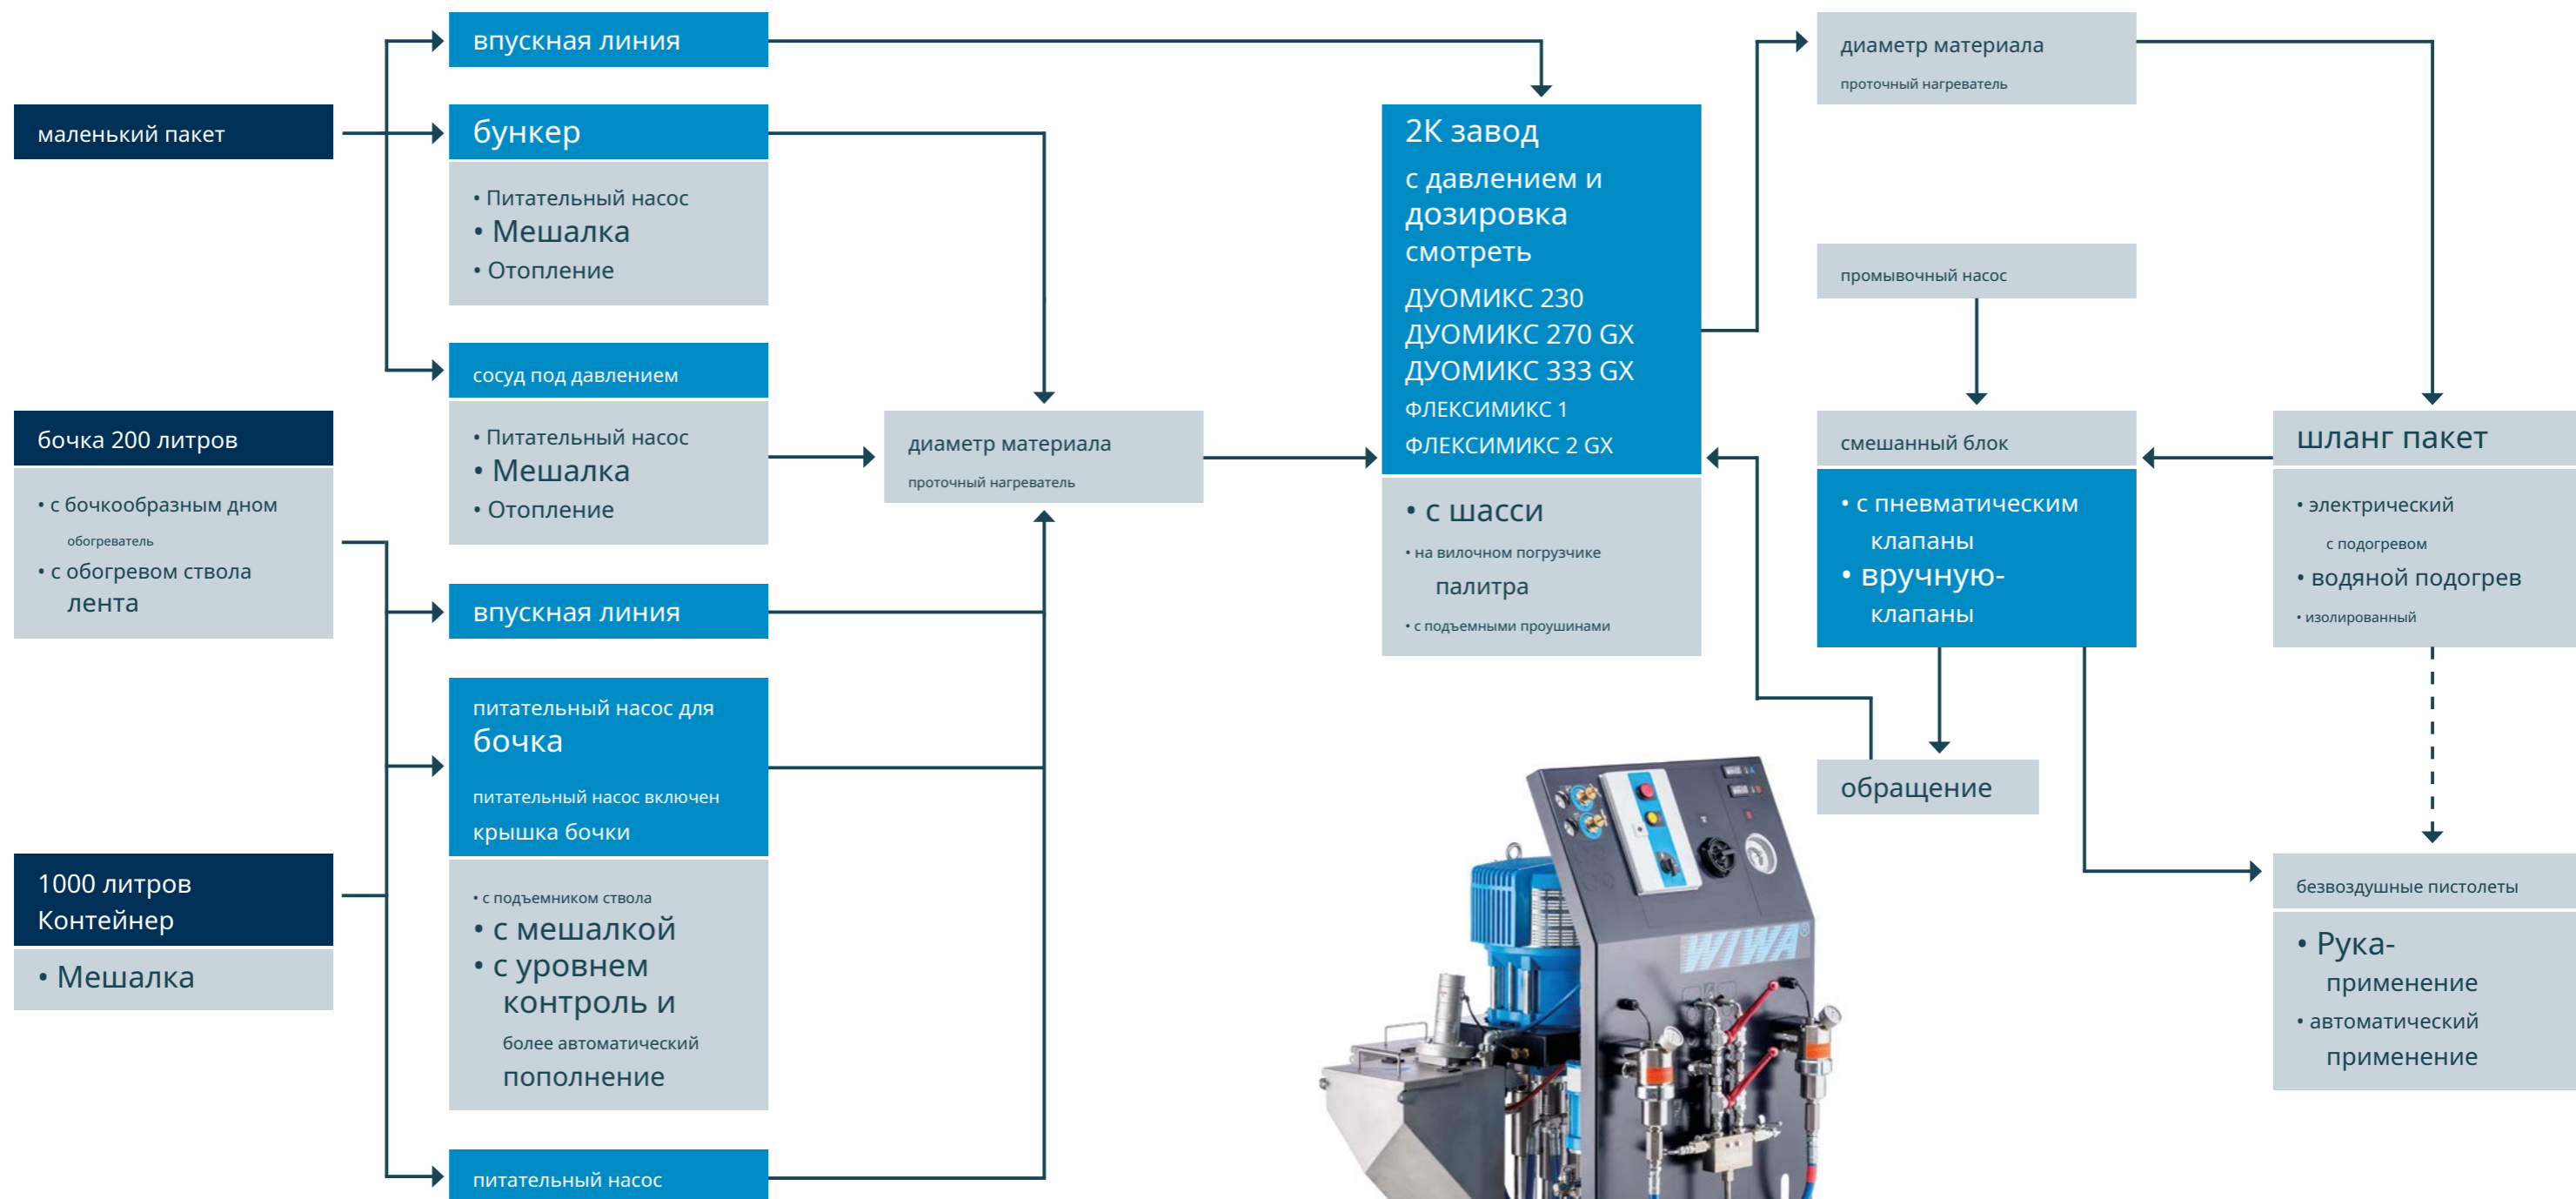 впускная линия
маленький пакет
бункер
• Питательный насос
• Мешалка
• Отопление
сосуд под давлением
• Питательный насос
• Мешалка
• Отопление
бочка 200 литров
• с бочкообразным дном
обогреватель
• с обогревом ствола
лента
впускная линия
питательный насос для
бочка
питательный насос включен
крышка бочки
• с подъемником ствола
• с мешалкой
• с уровнем
контроль и
более автоматический
пополнение
1000 литров
Контейнер
• Мешалка
питательный насос
диаметр материала
проточный нагреватель
2К завод
с давлением и
дозировка
смотреть
ДУОМИКС 230
ДУОМИКС 270 GX
ДУОМИКС 333 GX
ФЛЕКСИМИКС 1
ФЛЕКСИМИКС 2 GX
• с шасси
• на вилочном погрузчике
палитра
• с подъемными проушинами
диаметр материала
проточный нагреватель
промывочный насос
смешанный блок
• с пневматическим
клапаны
• вручную-
клапаны
обращение
шланг пакет
• электрический
с подогревом
• водяной подогрев
• изолированный
безвоздушные пистолеты
• Рука-
применение
• автоматический
применение
WIWA®